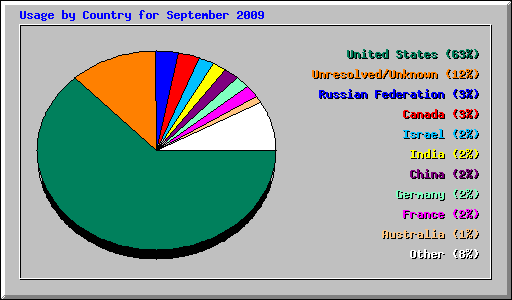 Usage by Country for September 2009
United States (63%)
Unresolved/Unknown (12%)
Russian Federation (3%)
Canada (3%)
Israel (2%)
India (2%)
China (2%)
Germany (2%)
France (2%)
Australia (1%)
Other (8%)